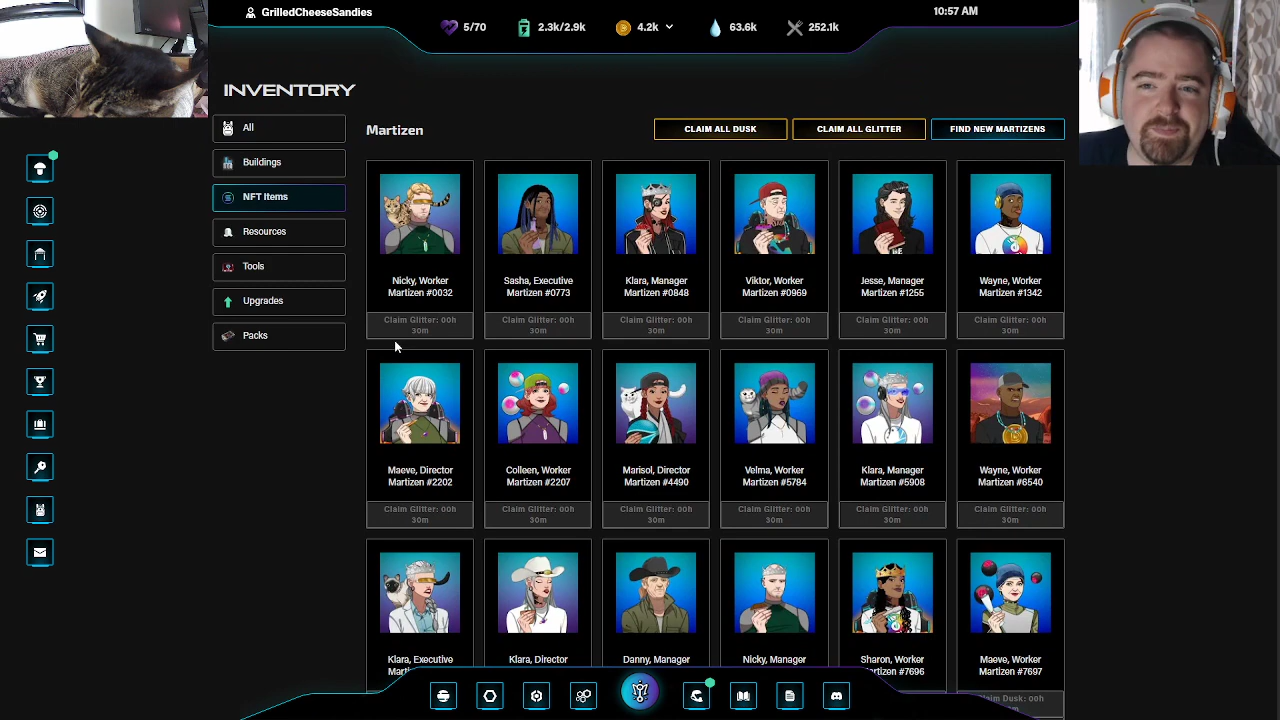 GrilledCheeseSandies
5/70
2.3k/2.9k
4.2k
63.6k
252.1k
10:57 AM
INVENTORY
All
Buildings
NFT Items
Resources
Tools
Upgrades
Packs
Martizen
CLAIM ALL DUSK
CLAIM ALL GLITTER
FIND NEW MARTIZENS
Nicky, Worker
Martizen #0032
Claim Glitter: 00h
30m
Sasha, Executive
Martizen #0773
Claim Glitter: 00h
30m
Klara, Manager
Martizen #0848
Claim Glitter: 00h
30m
Viktor, Worker
Martizen #0969
Claim Glitter: 00h
30m
Jesse, Manager
Martizen #1255
Claim Glitter: 00h
30m
Wayne, Worker
Martizen #1342
Claim Glitter: 00h
30m
Maeve, Director
Martizen #2202
Claim Glitter: 00h
30m
Colleen, Worker
Martizen #2207
Claim Glitter: 00h
30m
Marisol, Director
Martizen #4490
Claim Glitter: 00h
30m
Velma, Worker
Martizen #5784
Claim Glitter: 00h
30m
Klara, Manager
Martizen #5908
Claim Glitter: 00h
30m
Wayne, Worker
Martizen #6540
Claim Glitter: 00h
30m
Klara, Executive
Klara, Director
Danny, Manager
Nicky, Manager
Sharon, Worker
#7696
Maeve, Worker
Martizen #7697
Dusk: 00h